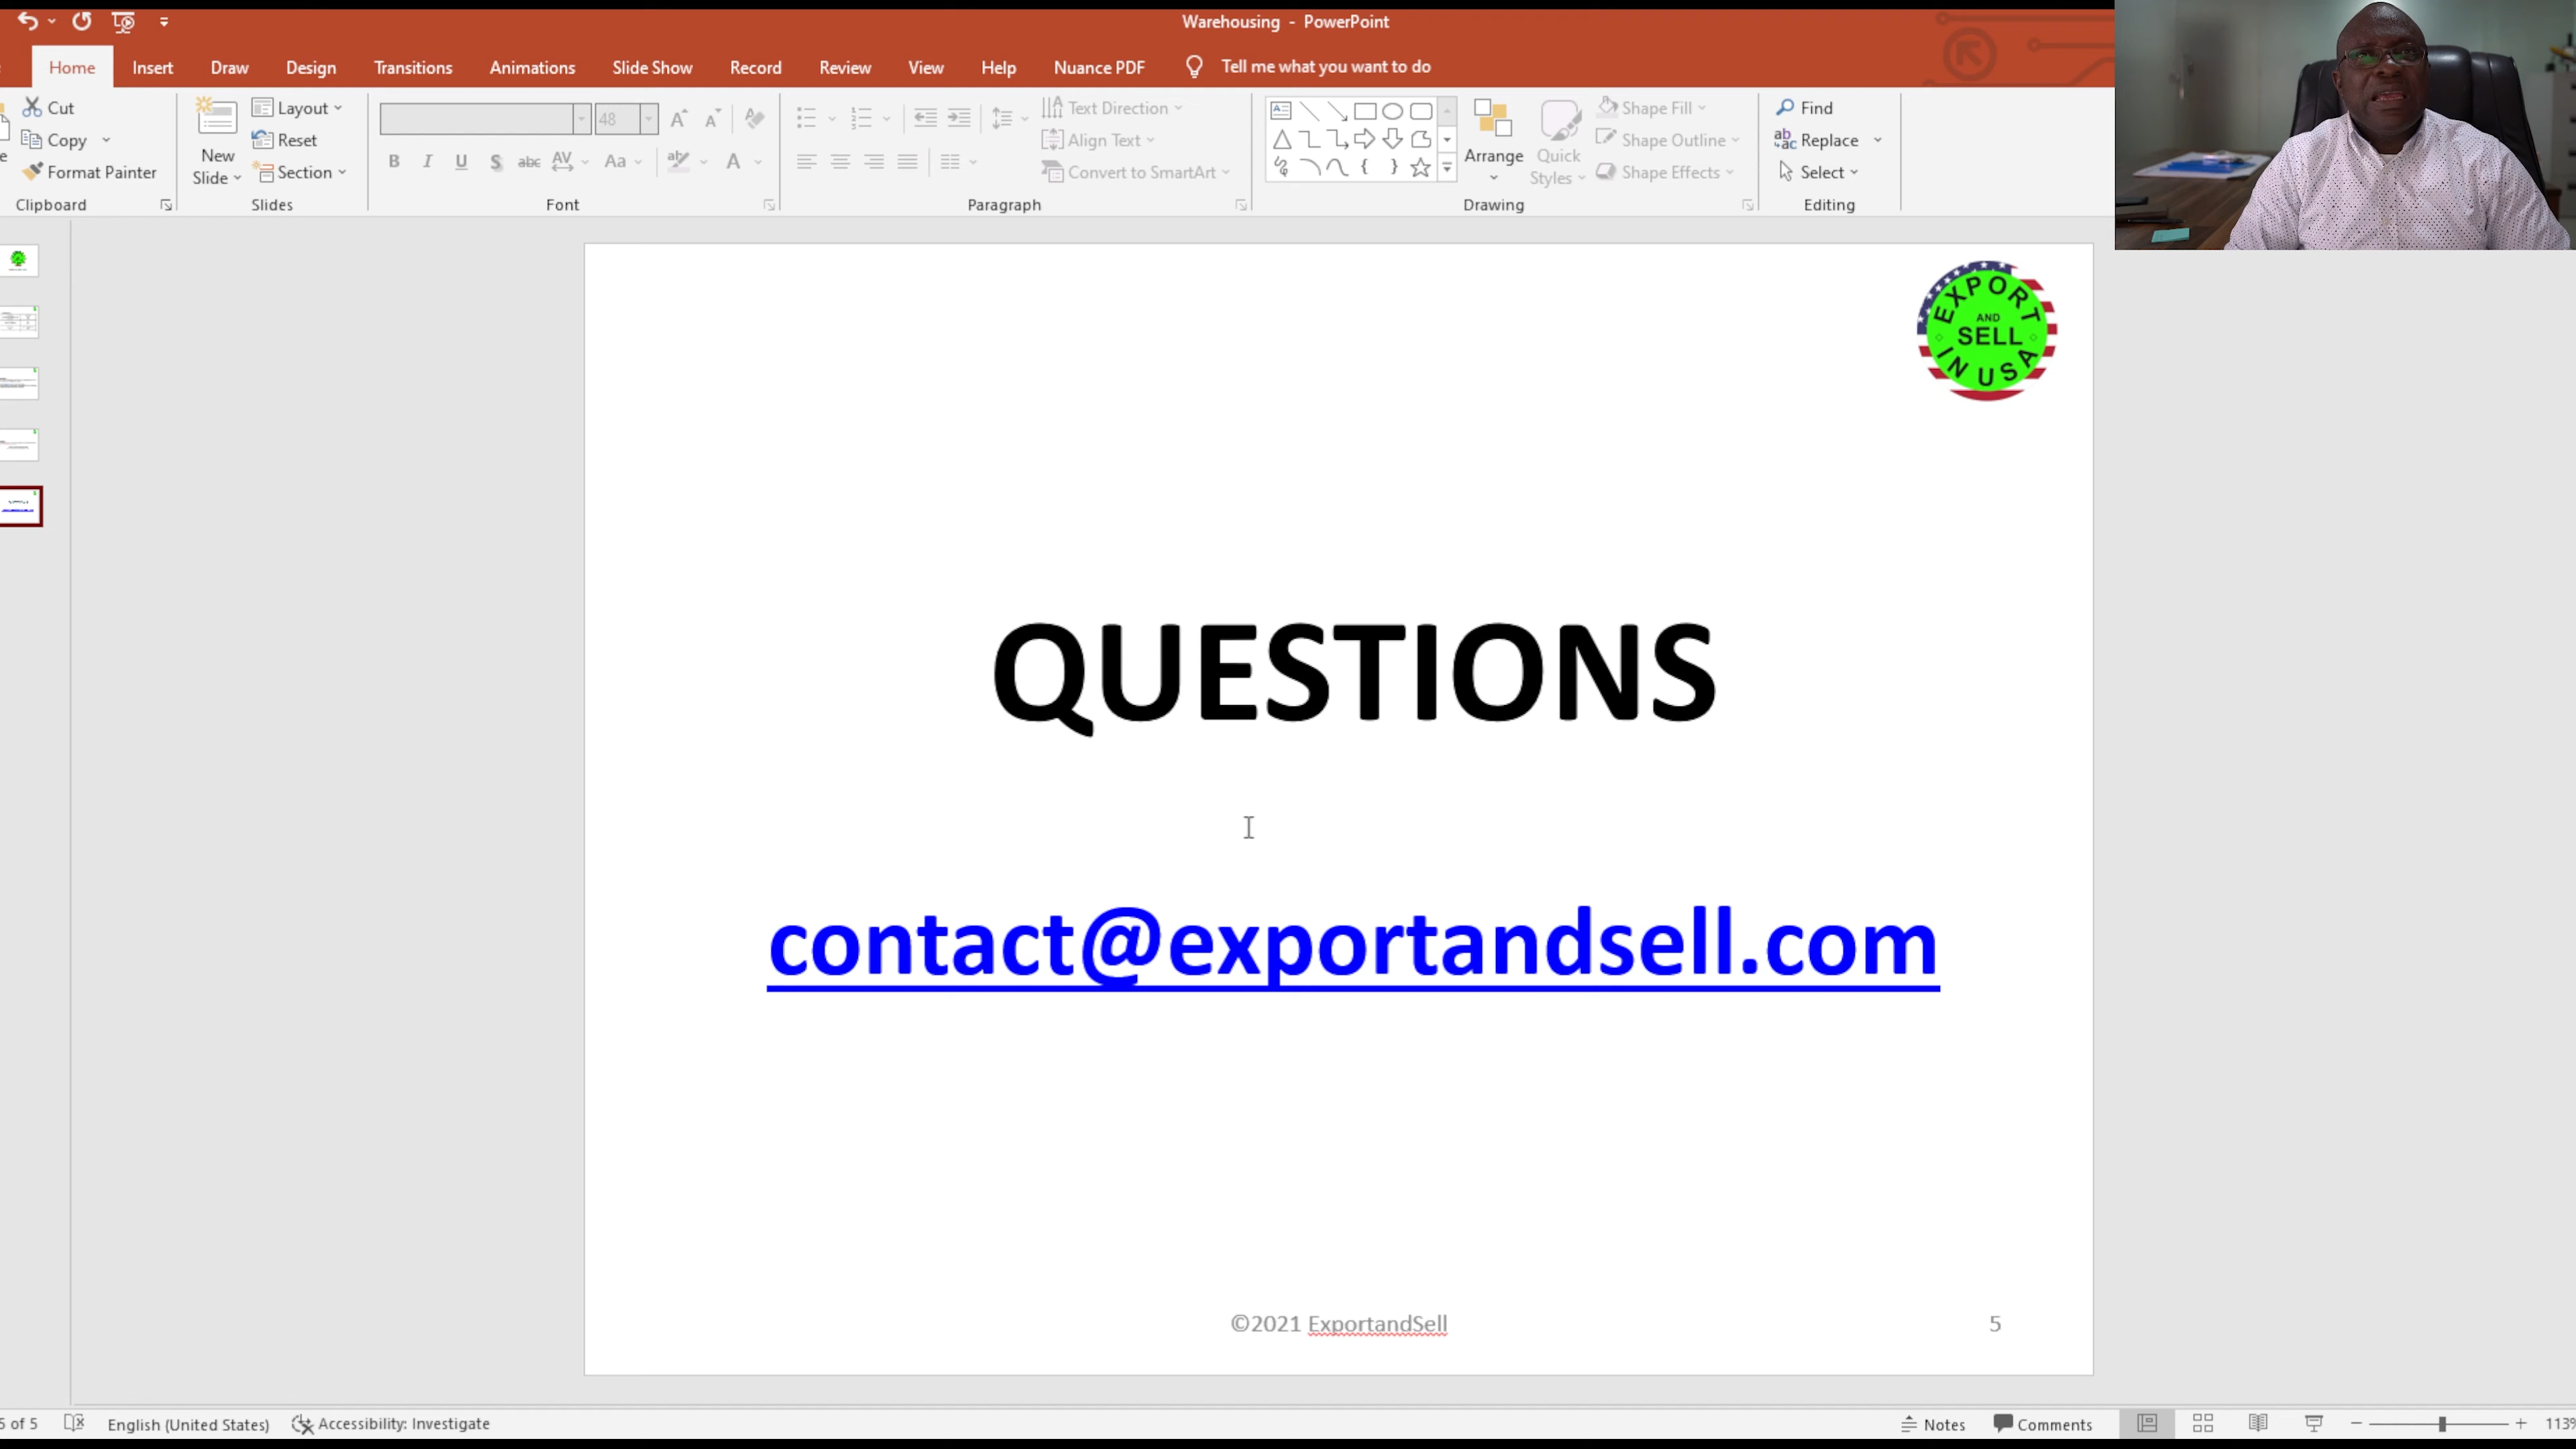 Warehousing - PowerPoint
Home Insert Draw Design Transitions Animations Slide Show Record Review View Help Nuance PDF Tell me what you want to do
Cut
Copy
Format Painter
Clipboard
New Slide
Layout
Reset
Section
Slides
48
Font
Text Direction
Align Text
Convert to SmartArt
Paragraph
Arrange
Quick Styles
Shape Fill
Shape Outline
Shape Effects
Drawing
Find
Replace
Select
Editing
EXPORT
AND
SELL
IN USA
QUESTIONS
contact@exportandsell.com
©2021 ExportandSell
5
5 of 5 English (United States) Accessibility: Investigate Notes Comments 113%